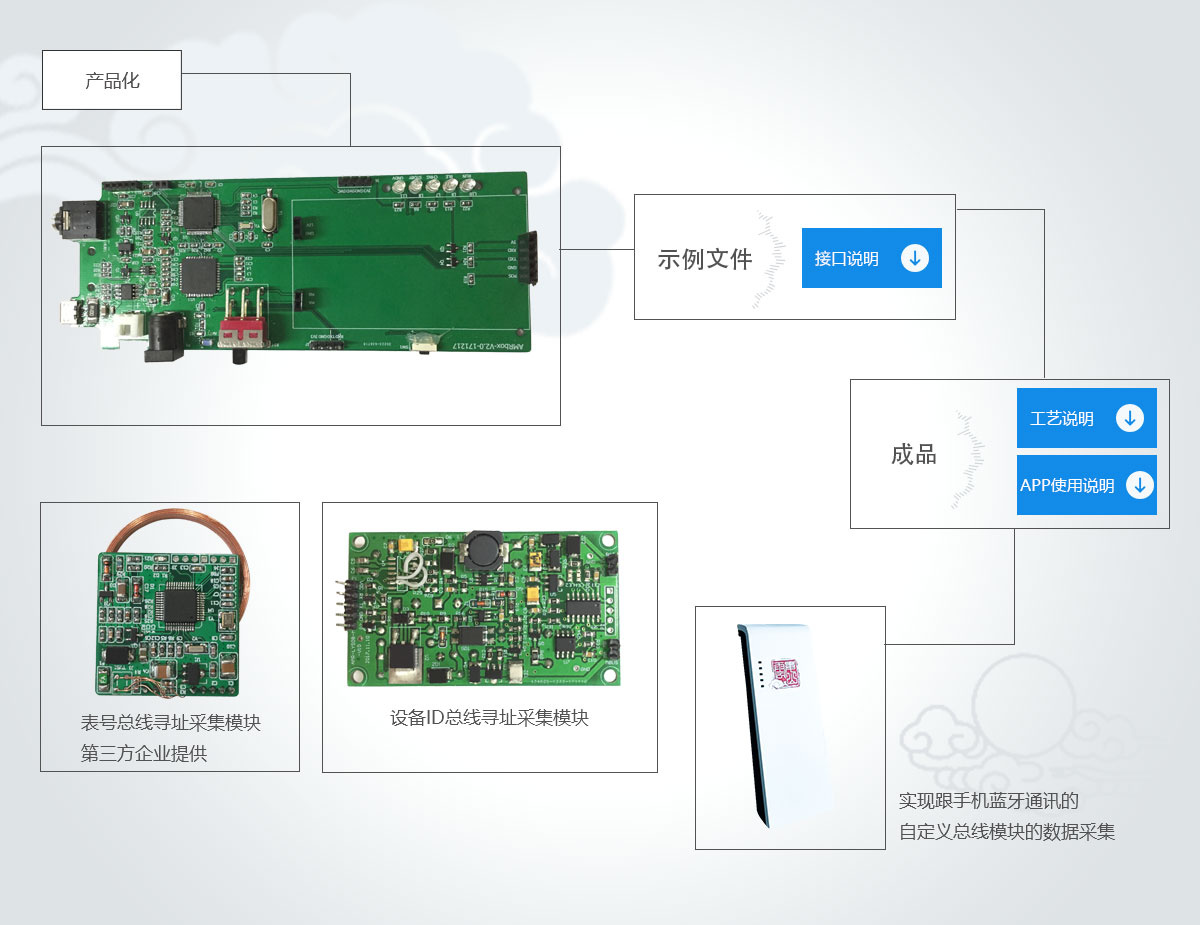 产品化
AMRbox-V2.0-171217
示例文件
接口说明
成品
工艺说明
APP使用说明
表号总线寻址采集模块
第三方企业提供
设备ID总线寻址采集模块
实现跟手机蓝牙通讯的
自定义总线模块的数据采集